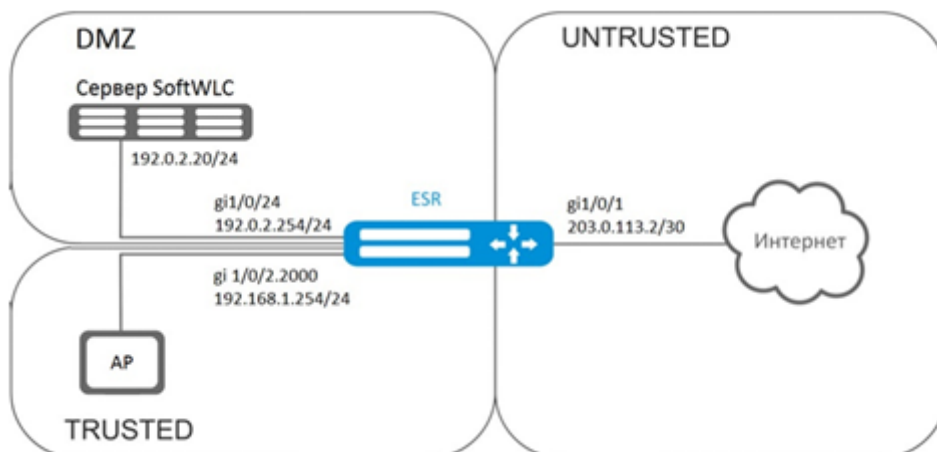 DMZ
UNTRUSTED
Сервер SoftWLC
192.0.2.20/24
gi1/0/24
192.0.2.254/24
ESR
gi1/0/1
203.0.113.2/30
Интернет
gi 1/0/2.2000
192.168.1.254/24
AP
TRUSTED